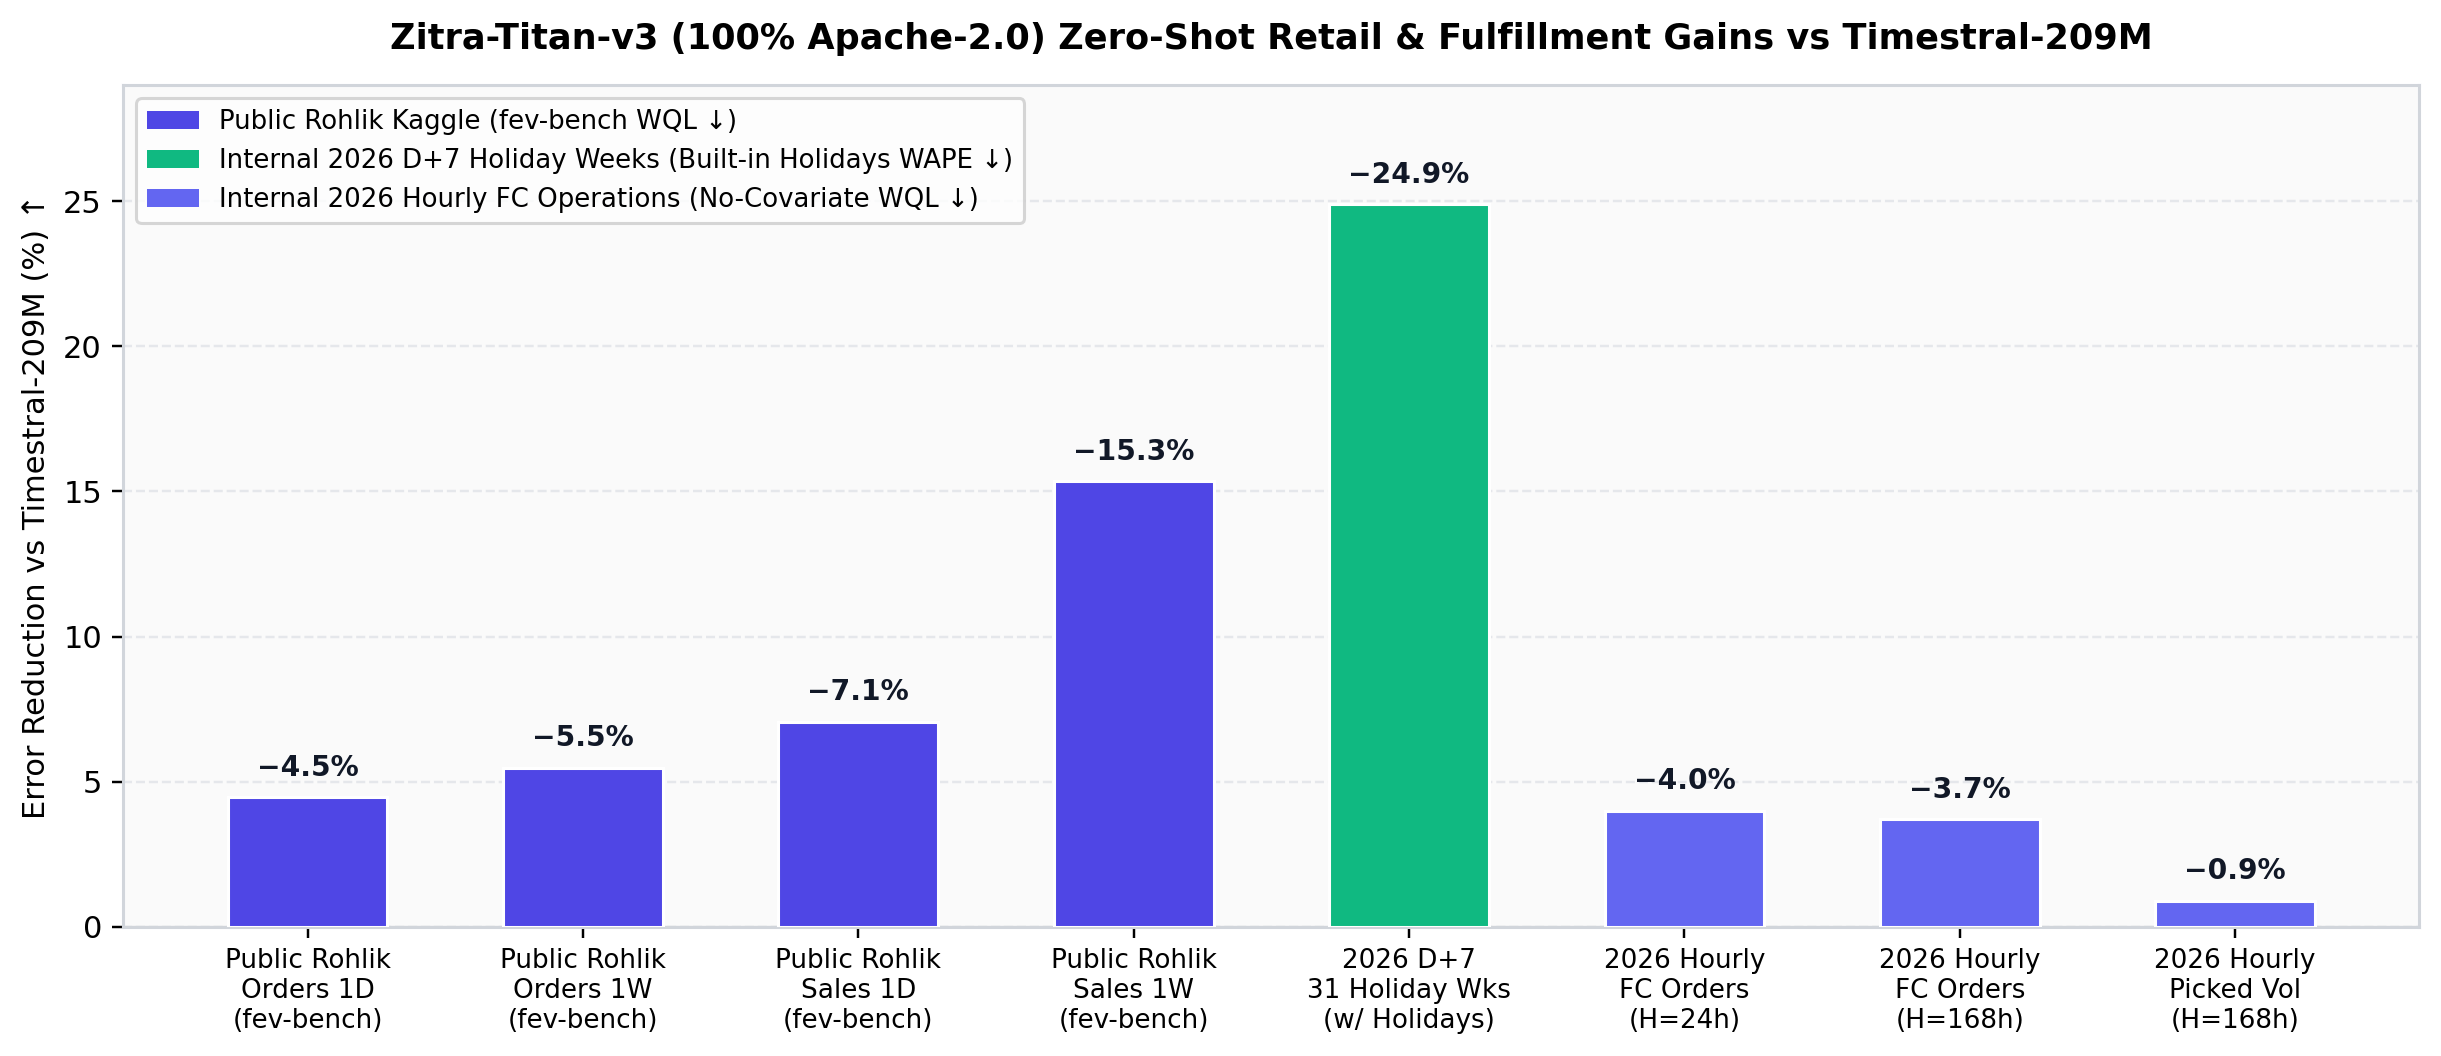 Zitra-Titan-v3 (100% Apache-2.0) Zero-Shot Retail & Fulfillment Gains vs Timestral-209M
Public Rohlik Kaggle (fev-bench WQL ↓)
Internal 2026 D+7 Holiday Weeks (Built-in Holidays WAPE ↓)
Internal 2026 Hourly FC Operations (No-Covariate WQL ↓)
Error Reduction vs Timestral-209M (%) ↑
25
20
15
10
5
0
−4.5%
−5.5%
−7.1%
−15.3%
−24.9%
−4.0%
−3.7%
−0.9%
Public Rohlik
Orders 1D
(fev-bench)
Public Rohlik
Orders 1W
(fev-bench)
Public Rohlik
Sales 1D
(fev-bench)
Public Rohlik
Sales 1W
(fev-bench)
2026 D+7
31 Holiday Wks
(w/ Holidays)
2026 Hourly
FC Orders
(H=24h)
2026 Hourly
FC Orders
(H=168h)
2026 Hourly
Picked Vol
(H=168h)